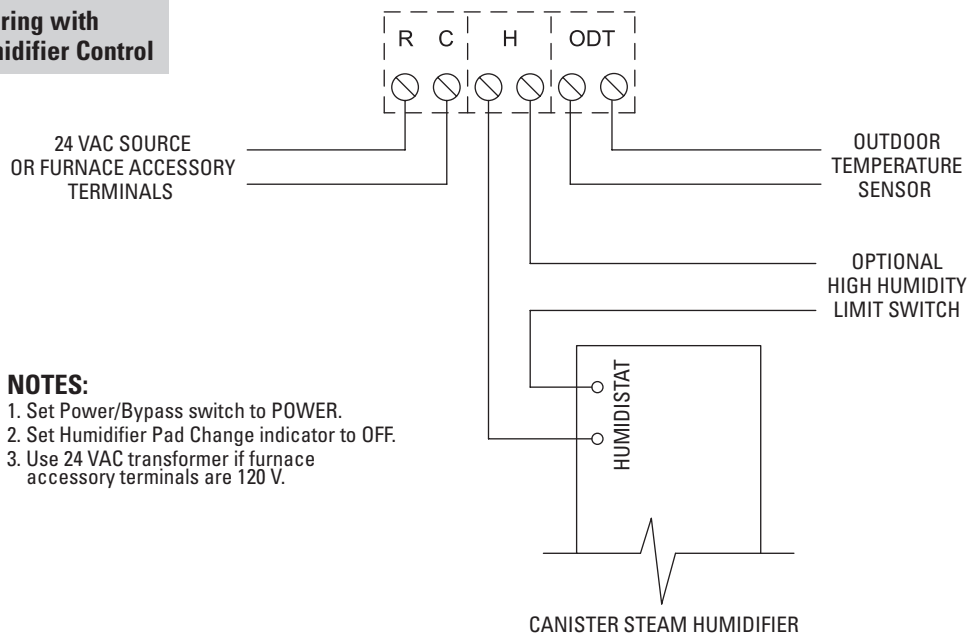 ring with
idifier Control
R C H ODT
24 VAC SOURCE
OR FURNACE ACCESSORY
TERMINALS
OUTDOOR
TEMPERATURE
SENSOR
OPTIONAL
HIGH HUMIDITY
LIMIT SWITCH
HUMIDISTAT
NOTES:
1. Set Power/Bypass switch to POWER.
2. Set Humidifier Pad Change indicator to OFF.
3. Use 24 VAC transformer if furnace
accessory terminals are 120 V.
CANISTER STEAM HUMIDIFIER